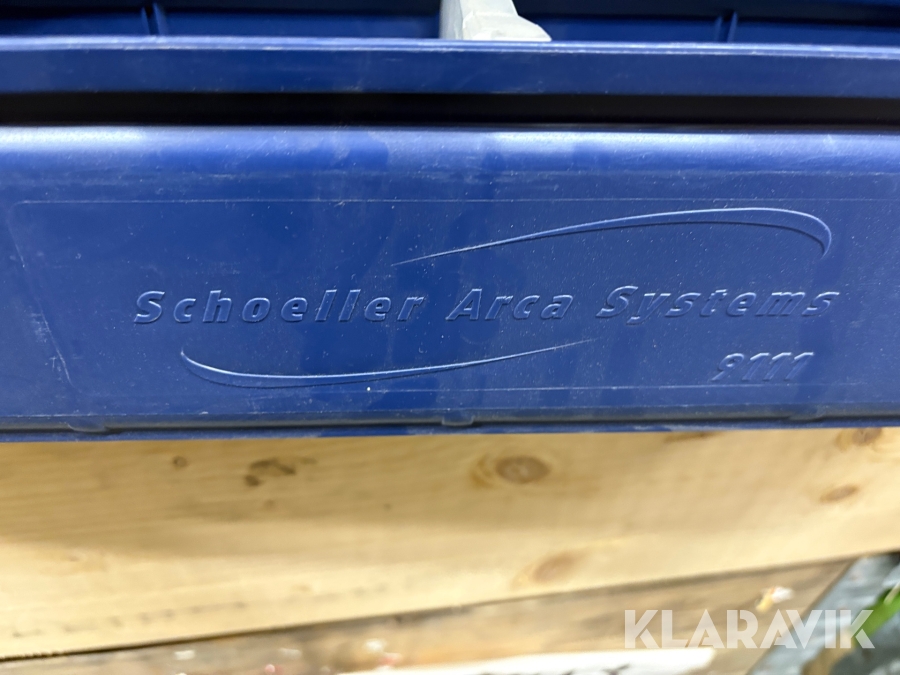 Schoeller Arca Systems
9111
KLARAVIK